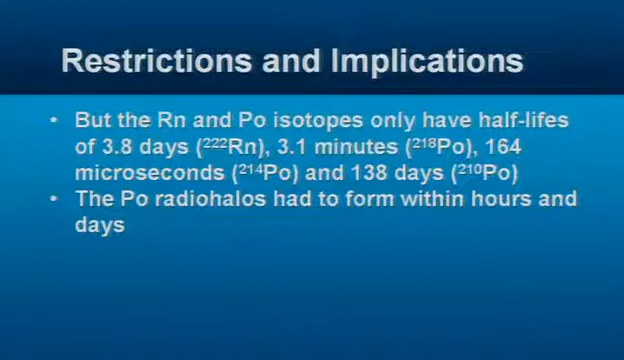 Restrictions and Implications
• But the Rn and Po isotopes only have half-lifes
of 3.8 days (²²²Rn), 3.1 minutes (²¹⁸Po), 164
microseconds (²¹⁴Po) and 138 days (²¹⁰Po)
• The Po radiohalos had to form within hours and
days